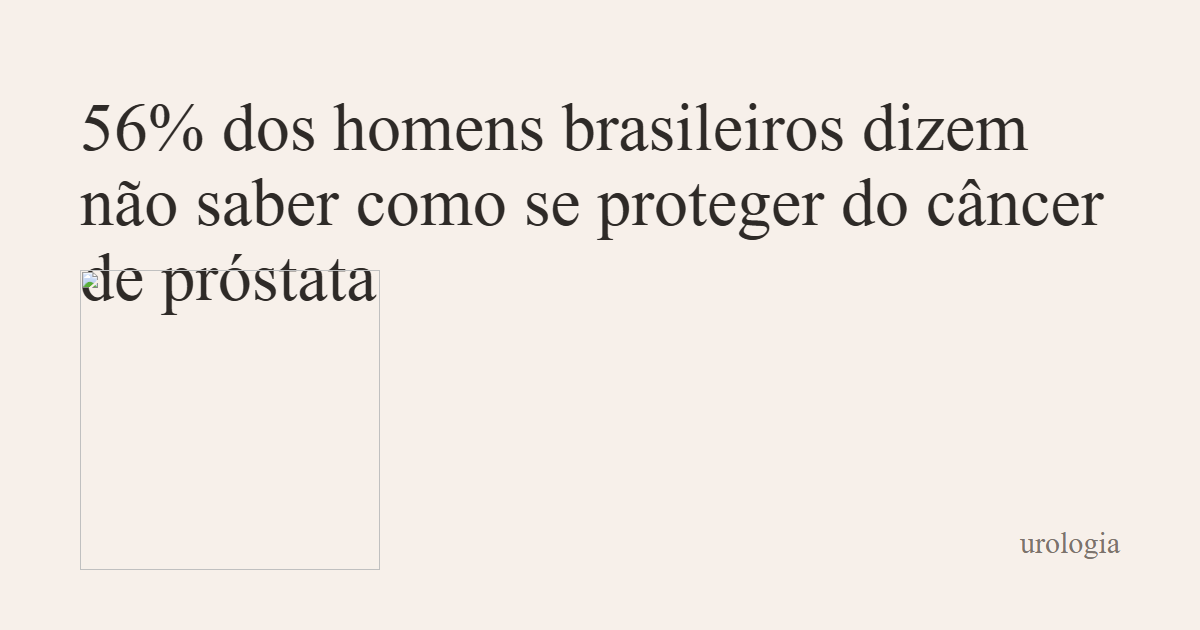 56% dos homens brasileiros dizem
não saber como se proteger do câncer
de próstata
urologia